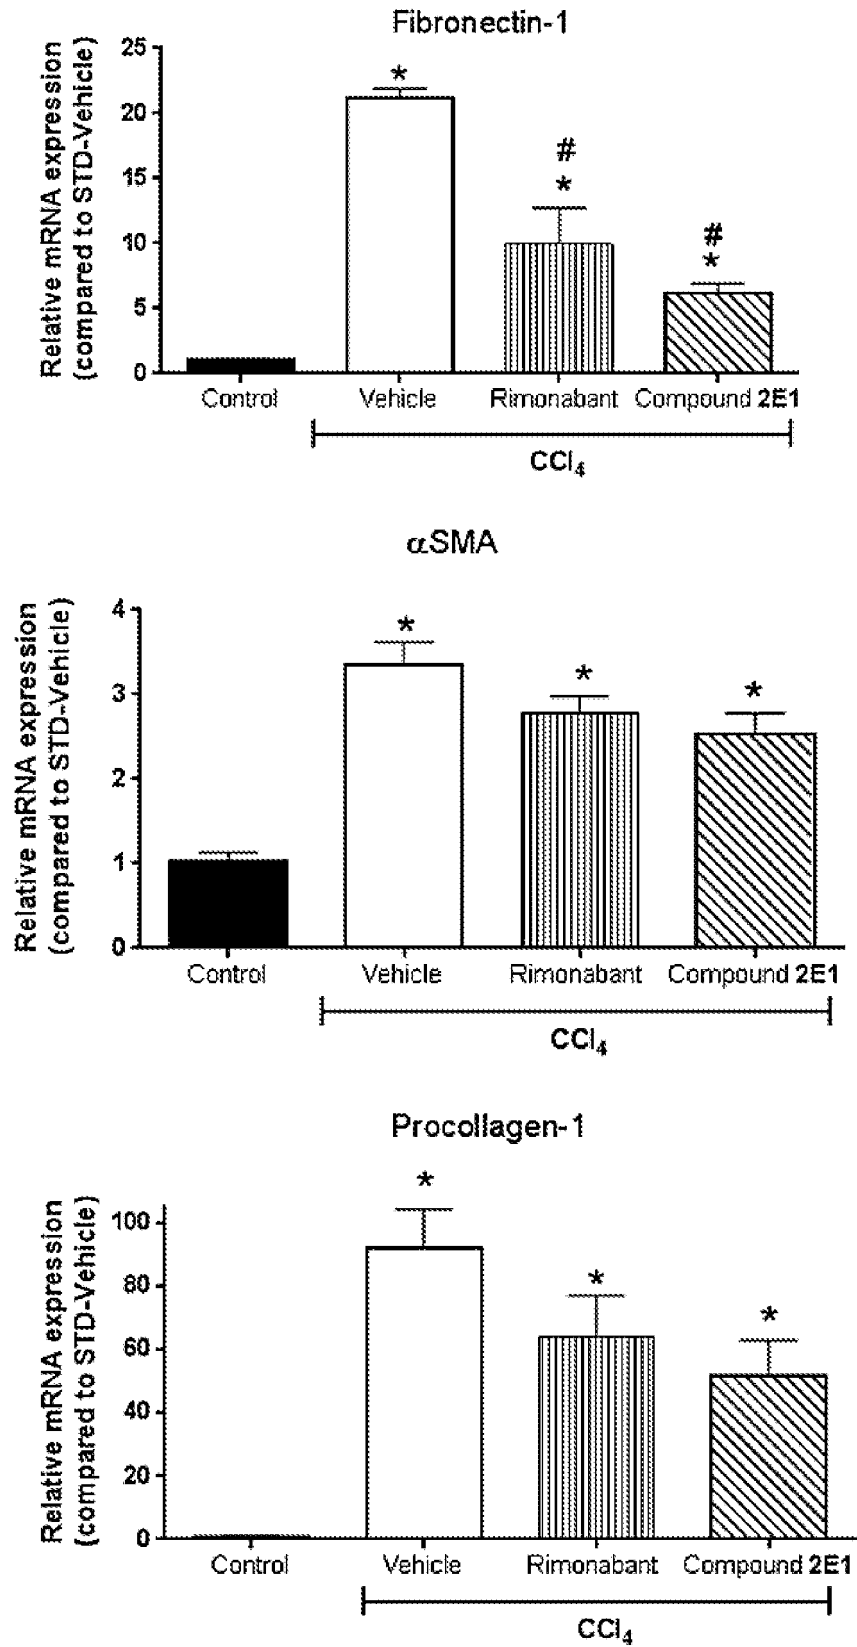 Fibronectin-1
Relative mRNA expression
(compared to STD-Vehicle)
25
20
15
10
5
0
*
#
*
#
*
Control Vehicle Rimonabant Compound 2E1
CCl₄
αSMA
Relative mRNA expression
(compared to STD-Vehicle)
4
3
2
1
0
*
*
*
Control Vehicle Rimonabant Compound 2E1
CCl₄
Procollagen-1
Relative mRNA expression
(compared to STD-Vehicle)
100
80
60
40
20
0
*
*
*
Control Vehicle Rimonabant Compound 2E1
CCl₄